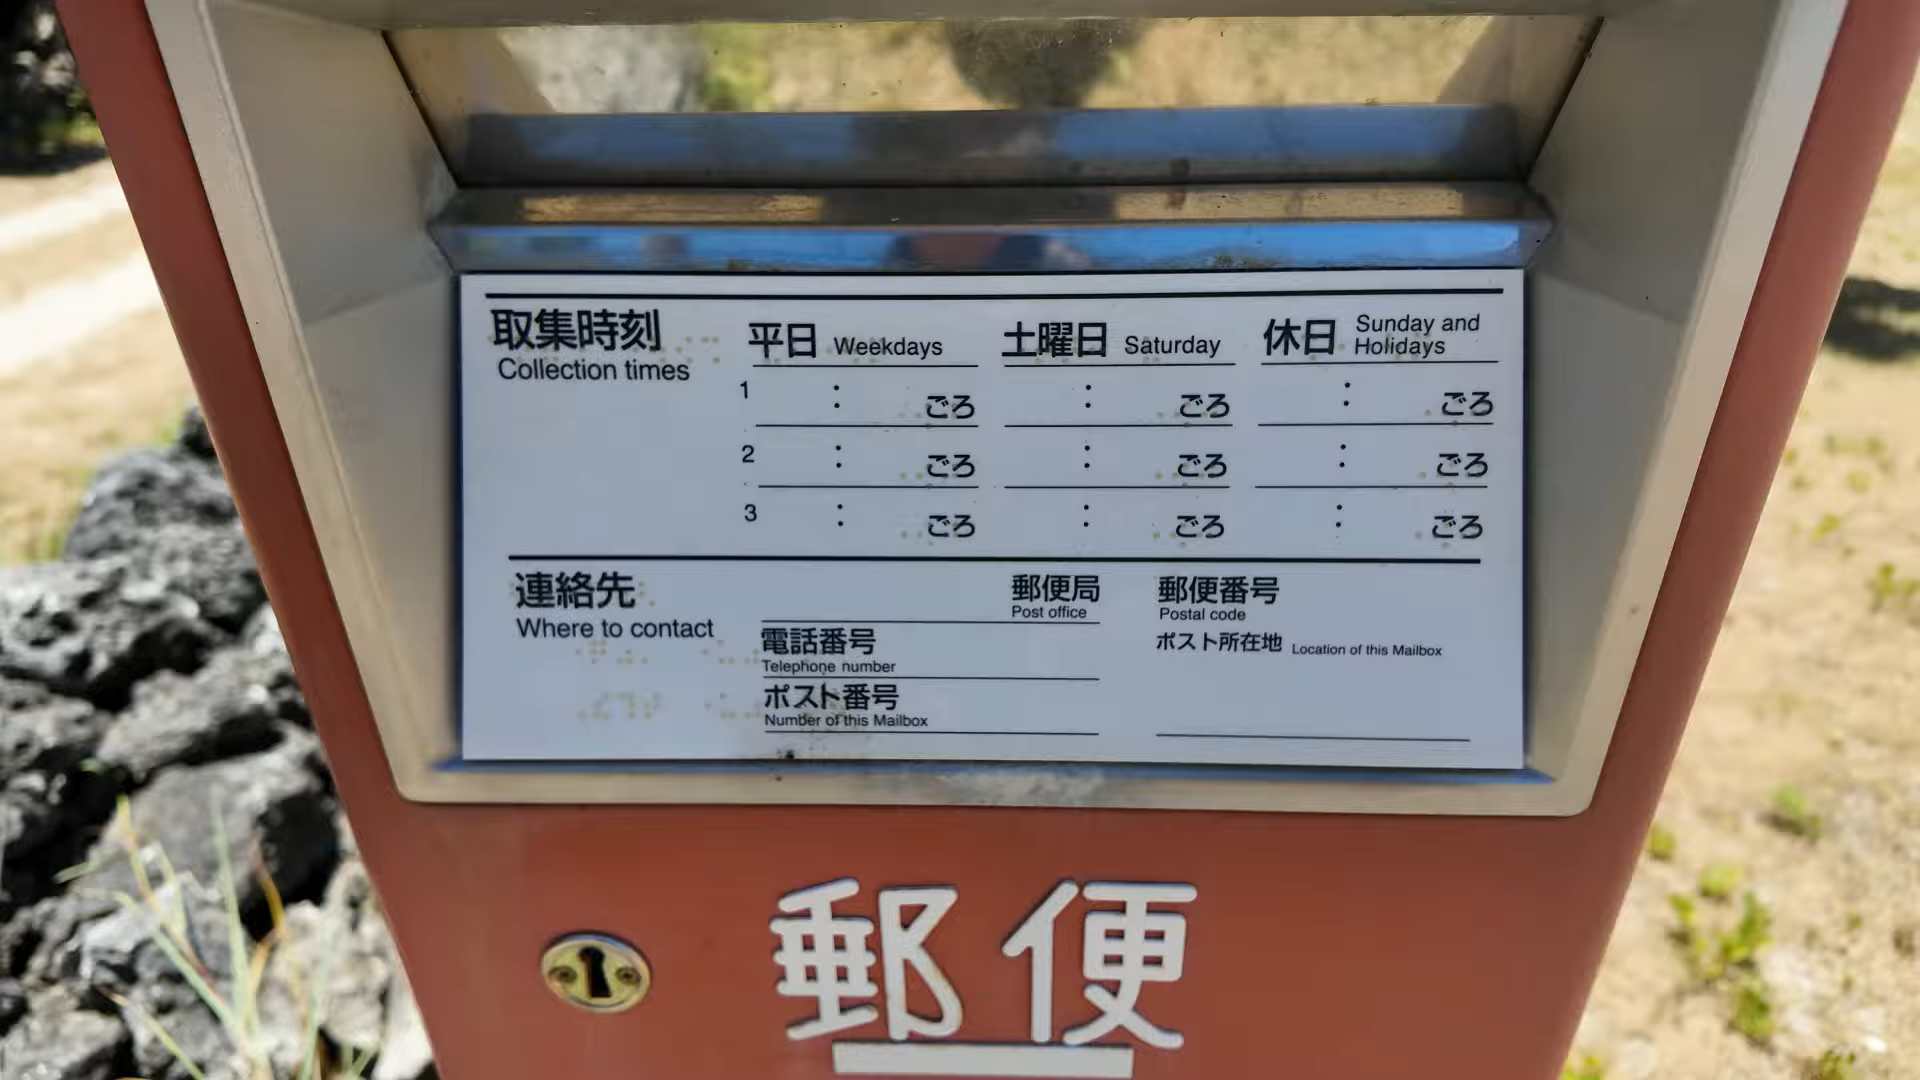 取集時刻 平日 Weekdays 土曜日 Saturday 休日 Sunday and Holidays
Collection times
1 : ごろ : ごろ : ごろ
2 : ごろ : ごろ : ごろ
3 : ごろ : ごろ : ごろ
連絡先
Where to contact
郵便局
Post office
電話番号
Telephone number
ポスト番号
Number of this Mailbox
郵便番号
Postal code
ポスト所在地 Location of this Mailbox
郵便